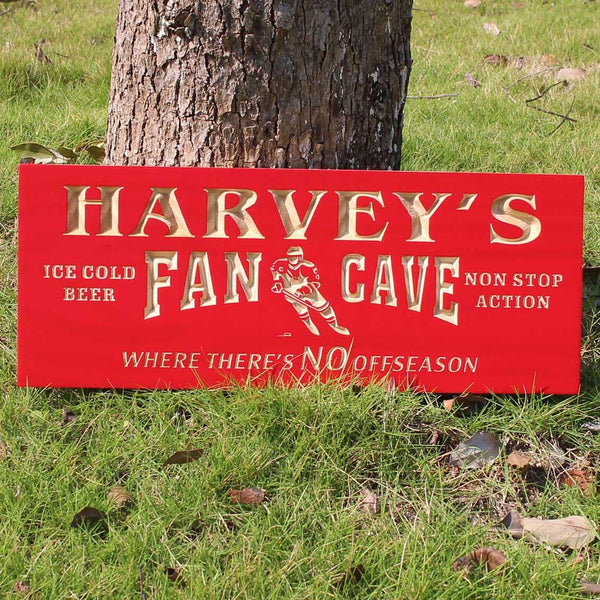 HARVEY'S
ICE COLD
BEER
FAN CAVE
NON STOP
ACTION
WHERE THERE'S NO OFFSEASON